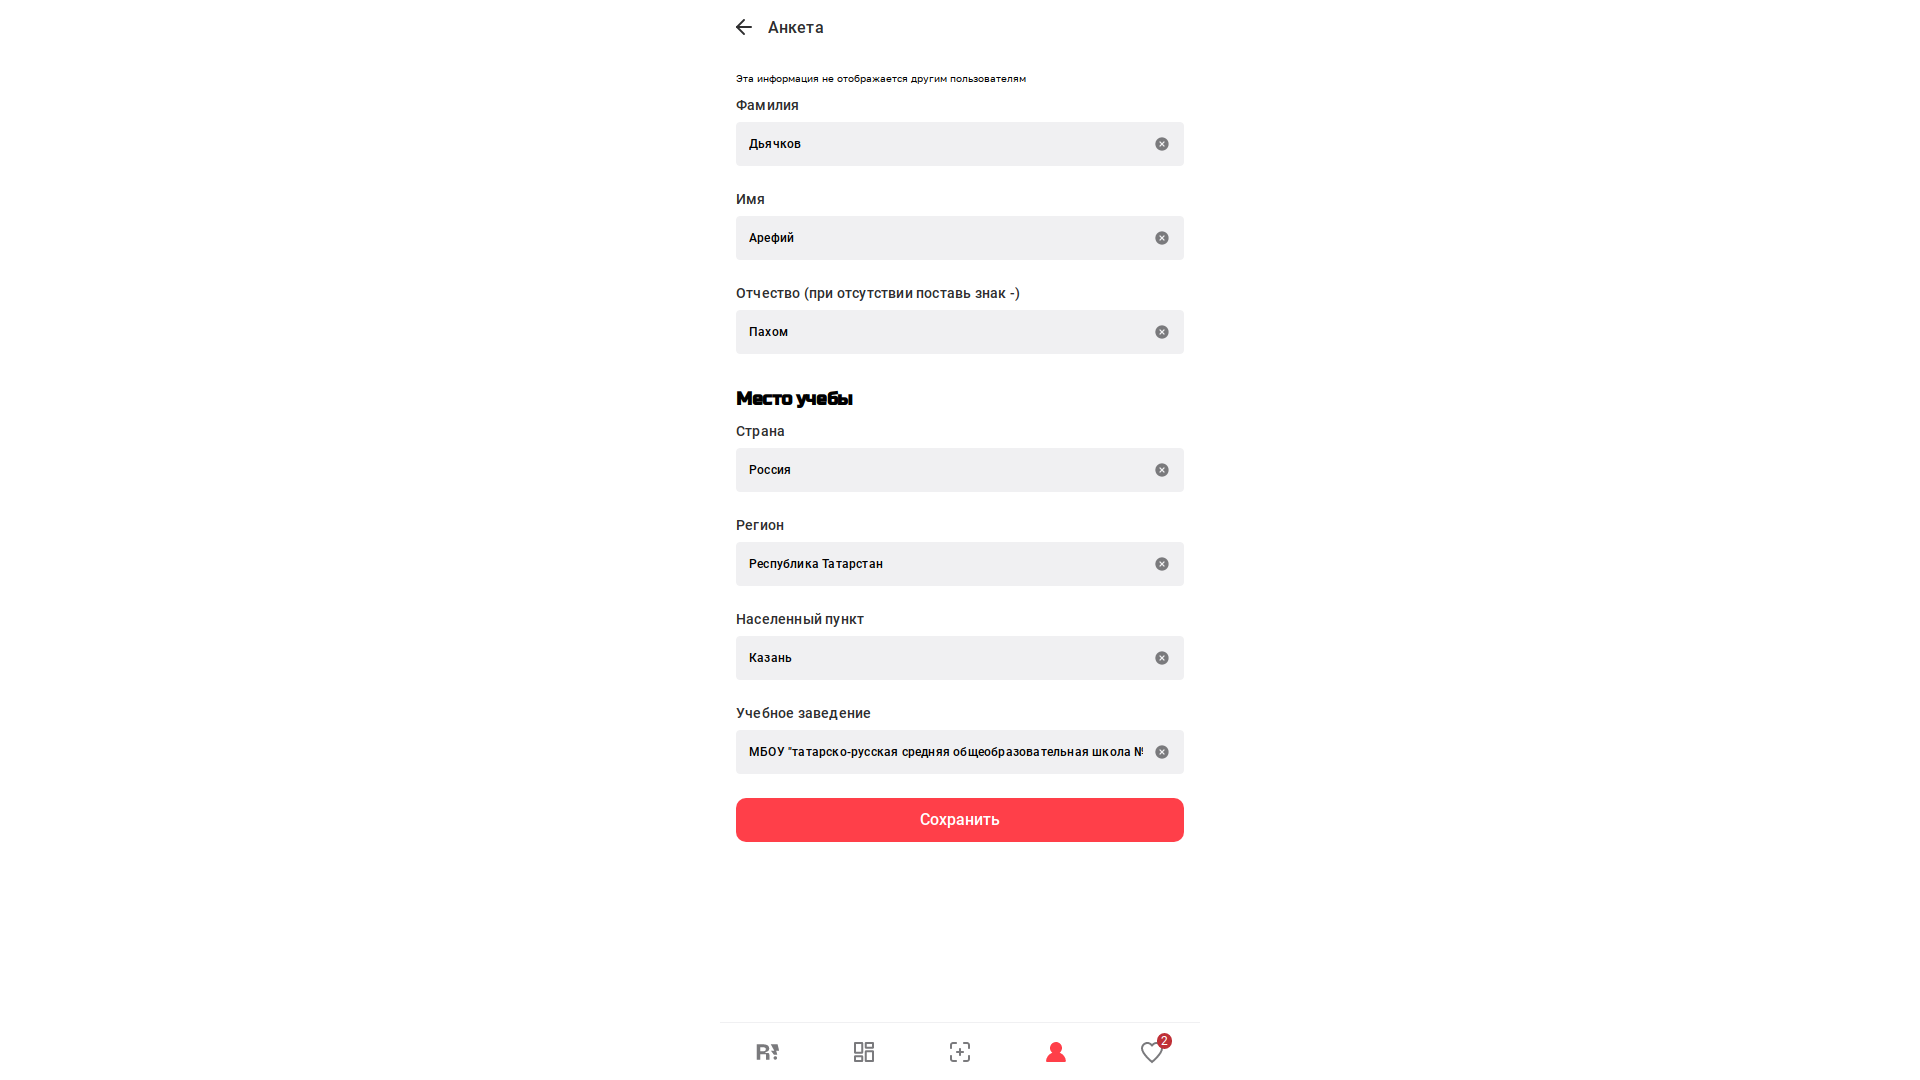 Анкета
Эта информация не отображается другим пользователям
Фамилия
Дьячков
Имя
Арефий
Отчество (при отсутствии поставь знак -)
Пахом
Место учебы
Страна
Россия
Регион
Республика Татарстан
Населенный пункт
Казань
Учебное заведение
МБОУ "татарско-русская средняя общеобразовательная школа №
Сохранить
R!
2